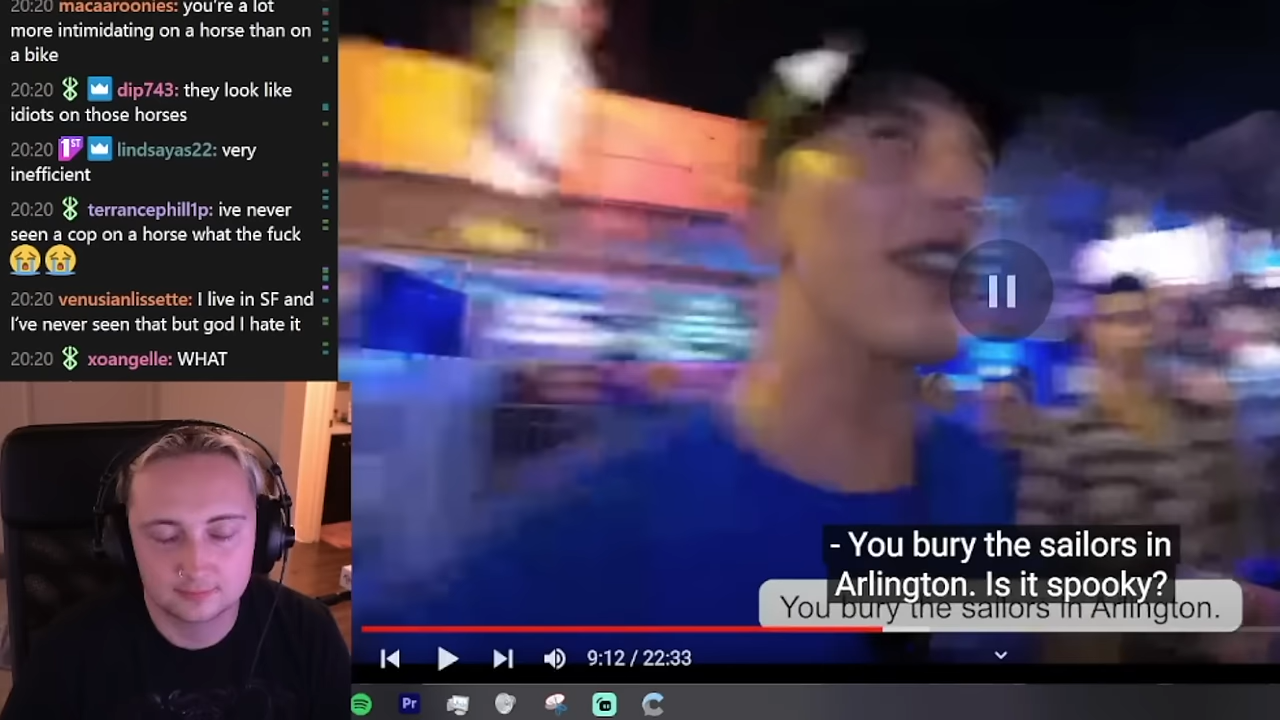 20:20 macaaroonies: you're a lot
more intimidating on a horse than on
a bike
20:20 dip743: they look like
idiots on those horses
20:20 1ST lindsayas22: very
inefficient
20:20 terrancephill1p: ive never
seen a cop on a horse what the fuck
😭😭
20:20 venusianlissette: I live in SF and
I've never seen that but god I hate it
20:20 xoangelle: WHAT
- You bury the sailors in
Arlington. Is it spooky?
You bury the sailors in Arlington.
9:12 / 22:33
Pr